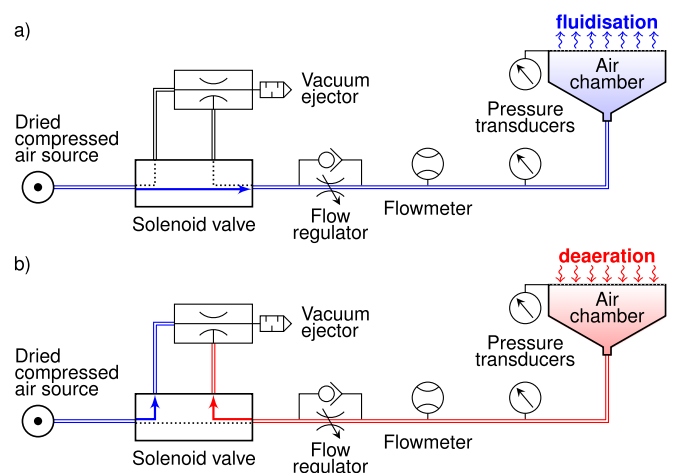 a)
fluidisation
Air
chamber
Vacuum
ejector
Pressure
transducers
Dried
compressed
air source
Solenoid valve
Flow
regulator
Flowmeter
b)
deaeration
Air
chamber
Vacuum
ejector
Pressure
transducers
Dried
compressed
air source
Solenoid valve
Flow
regulator
Flowmeter